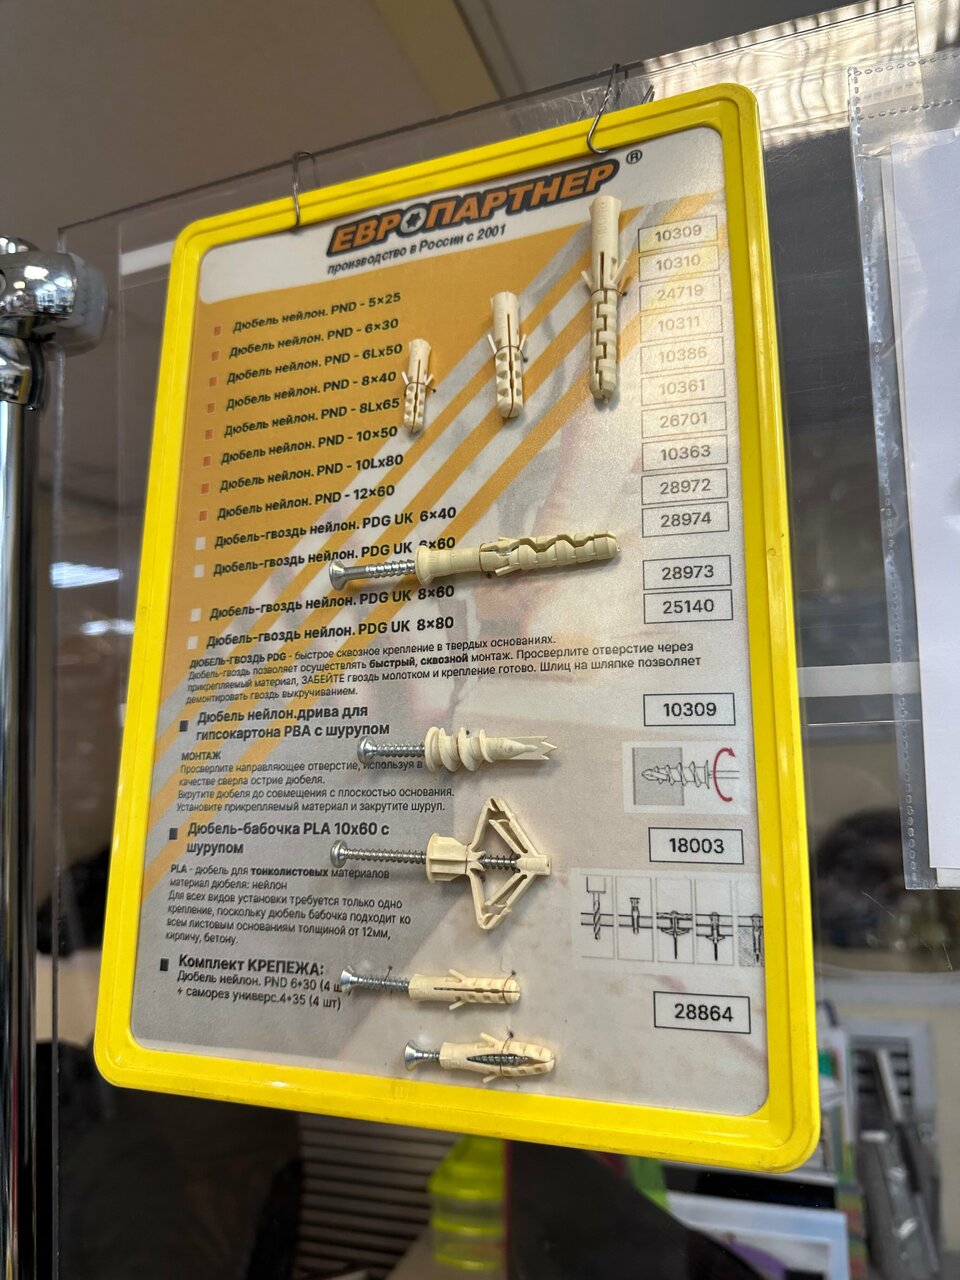 ЕВРОПАРТНЕР ®
производство в России с 2001
Дюбель нейлон. PND - 5×25 10309
Дюбель нейлон. PND - 6×30 10310
Дюбель нейлон. PND - 6Lx50 24719
Дюбель нейлон. PND - 8×40 10311
Дюбель нейлон. PND - 8Lx65 10386
Дюбель нейлон. PND - 10×50 10361
Дюбель нейлон. PND - 10Lx80 26701
Дюбель нейлон. PND - 12×60 10363
Дюбель-гвоздь нейлон. PDG UK 6×40 28972
Дюбель-гвоздь нейлон. PDG UK 6×60 28974
Дюбель-гвоздь нейлон. PDG UK 8×60 28973
Дюбель-гвоздь нейлон. PDG UK 8×80 25140
ДЮБЕЛЬ-ГВОЗДЬ PDG - быстрое сквозное крепление в твердых основаниях.
Дюбель-гвоздь позволяет осуществлять быстрый, сквозной монтаж. Просверлите отверстие через
прикрепляемый материал, ЗАБЕЙТЕ гвоздь молотком и крепление готово. Шлиц на шляпке позволяет
демонтировать гвоздь выкручиванием.
Дюбель нейлон.дрива для 10309
гипсокартона PBA с шурупом
МОНТАЖ
Просверлите направляющее отверстие, используя в
качестве сверла острие дюбеля.
Вкрутите дюбеля до совмещения с плоскостью основания.
Установите прикрепляемый материал и закрутите шуруп.
Дюбель-бабочка PLA 10x60 с 18003
шурупом
PLA - дюбель для тонколистовых материалов
материал дюбеля: нейлон
Для всех видов установки требуется только одно
крепление, поскольку дюбель бабочка подходит ко
всем листовым основаниям толщиной от 12мм,
кирпичу, бетону.
Комплект КРЕПЕЖА: 28864
Дюбель нейлон. PND 6*30 (4 ш
+ саморез универс.4*35 (4 шт)